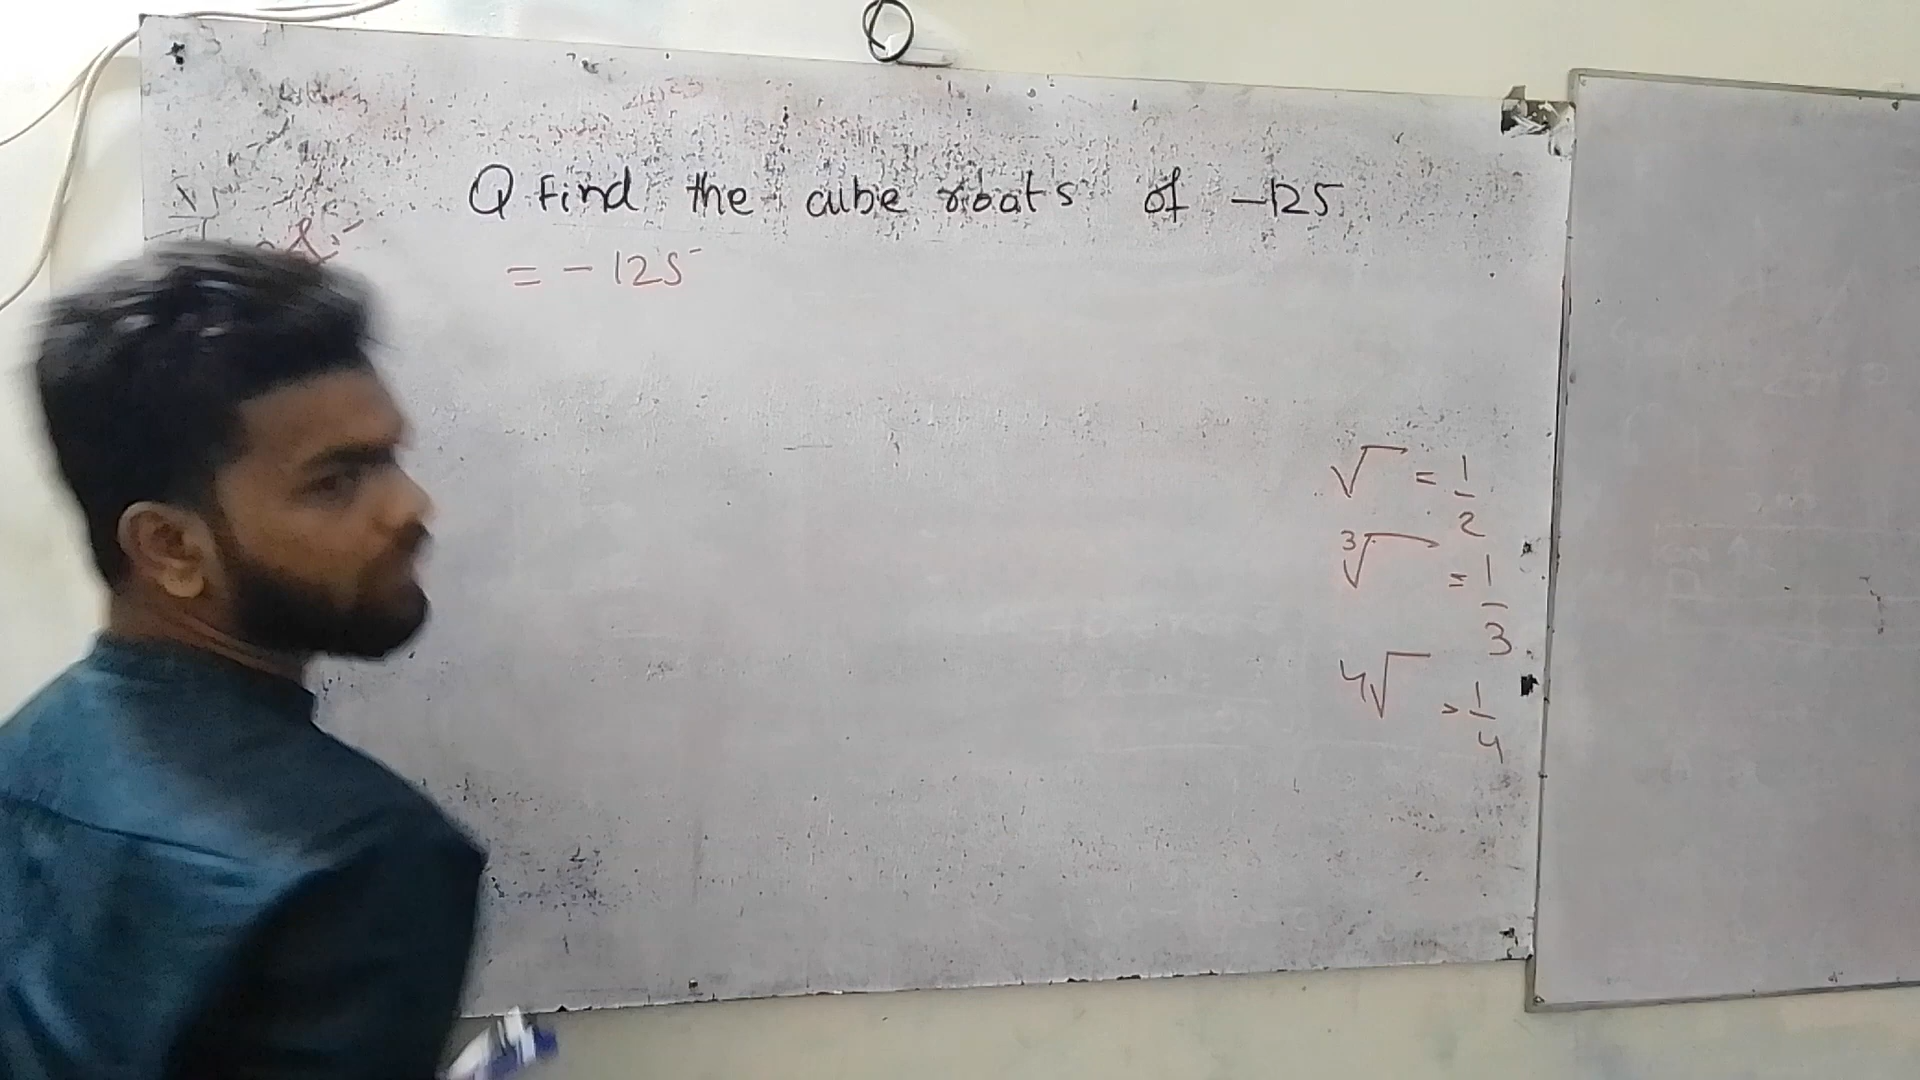 Q Find the cube roots of -125
= - 125
√ = 1/2
3√ = 1/3
4√ = 1/4